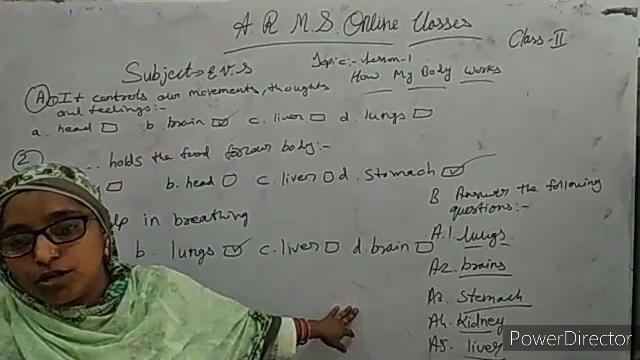 A R M S. Online Classes
Class-II
Subject→E.V.S
Topic:- Lesson-1
How My Body Works
A 1) It controls our movements, thoughts
and feelings:-
a. head b. brain c. liver d. lungs
2 holds the food for our body:-
b. head c. liver d. stomach
lp in breathing
b. lungs c. liver d. brain
B Answer the following
questions:-
A.1. lungs.
A2. brains
A3. Stomach
A4. Kidney
A5. liver
PowerDirector